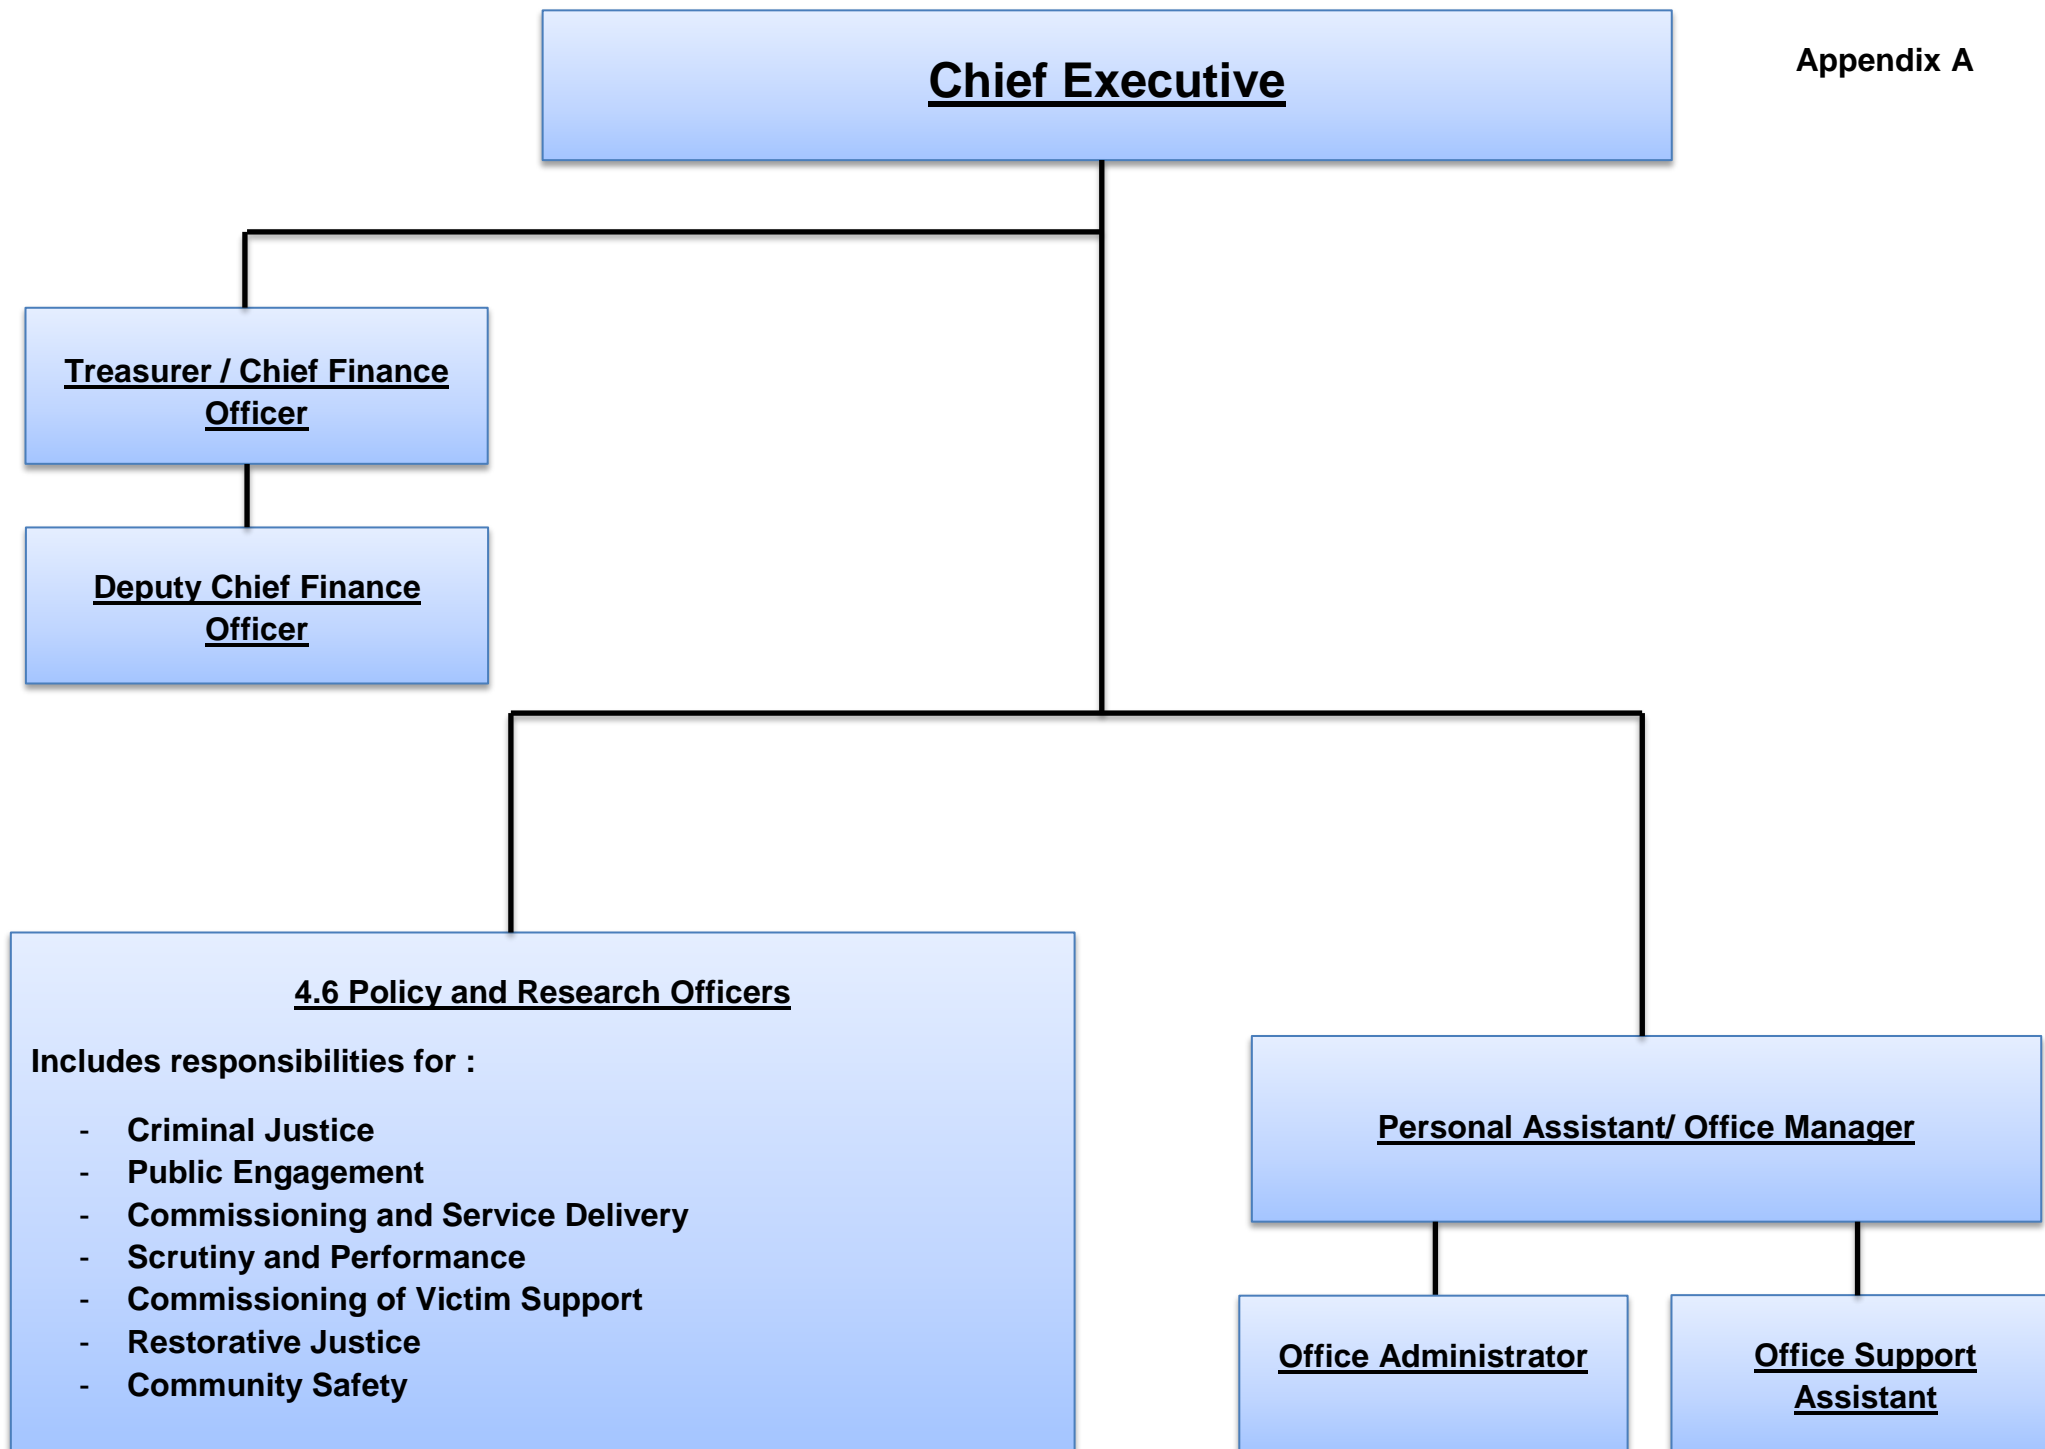 Chief Executive
Appendix A
Treasurer / Chief Finance
Officer
Deputy Chief Finance
Officer
4.6 Policy and Research Officers
Includes responsibilities for :
- Criminal Justice
- Public Engagement
- Commissioning and Service Delivery
- Scrutiny and Performance
- Commissioning of Victim Support
- Restorative Justice
- Community Safety
Personal Assistant/ Office Manager
Office Administrator
Office Support
Assistant